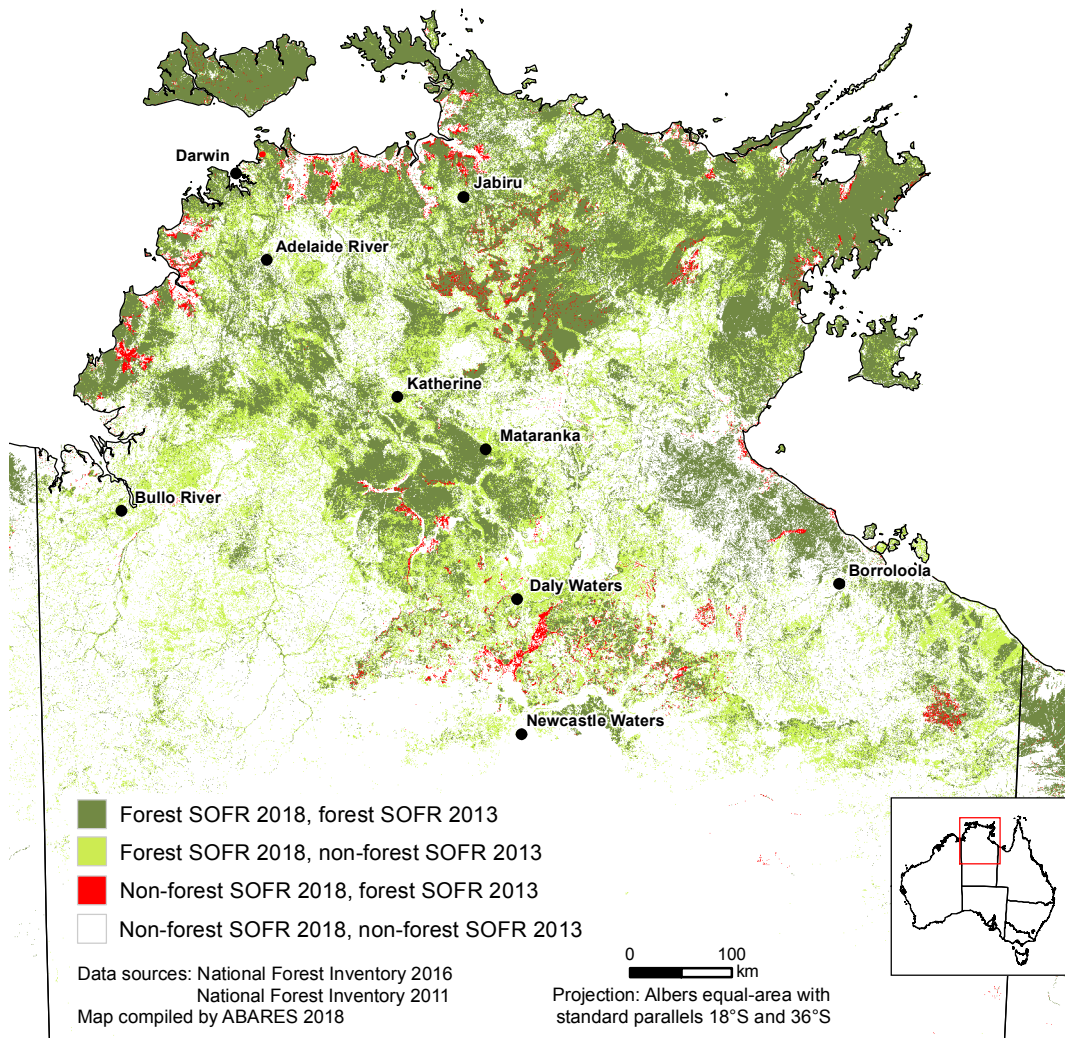 Darwin
Jabiru
Adelaide River
Katherine
Mataranka
Bullo River
Daly Waters
Borroloola
Newcastle Waters
Forest SOFR 2018, forest SOFR 2013
Forest SOFR 2018, non-forest SOFR 2013
Non-forest SOFR 2018, forest SOFR 2013
Non-forest SOFR 2018, non-forest SOFR 2013
Data sources: National Forest Inventory 2016
National Forest Inventory 2011
Map compiled by ABARES 2018
0 100
km
Projection: Albers equal-area with
standard parallels 18°S and 36°S